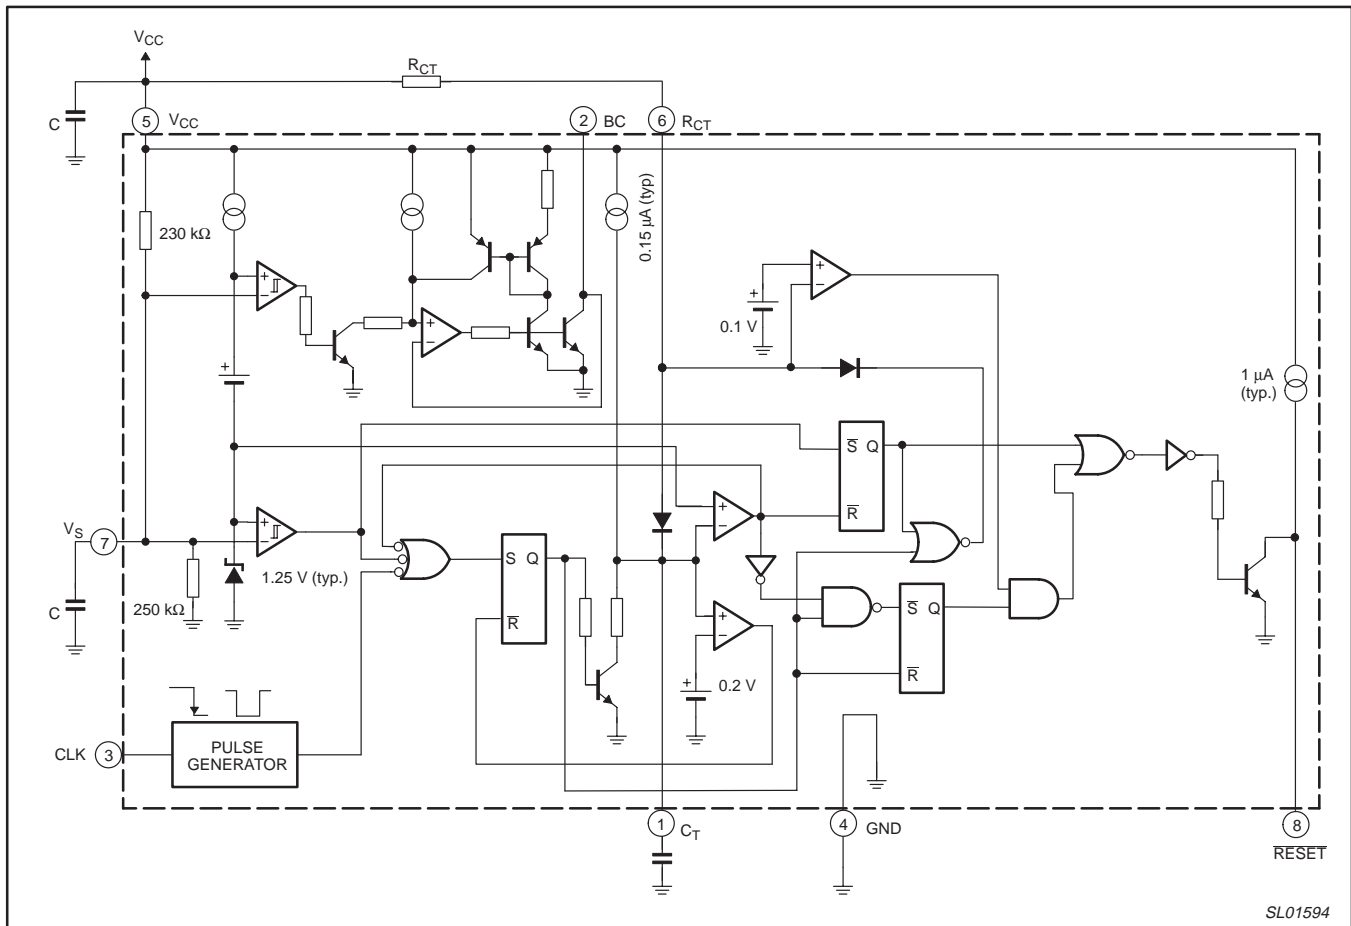 VCC
RCT
C
5
VCC
2
BC
6
RCT
230 kΩ
0.15 μA (typ)
+
−
+
−
+
+
−
+
0.1 V
1 μA
(typ.)
S Q
R
VS
7
+
−
1.25 V (typ.)
C
250 kΩ
S Q
R
+
−
+
−
+
0.2 V
S Q
R
CLK
3
PULSE
GENERATOR
1
CT
4
GND
8
RESET
SL01594